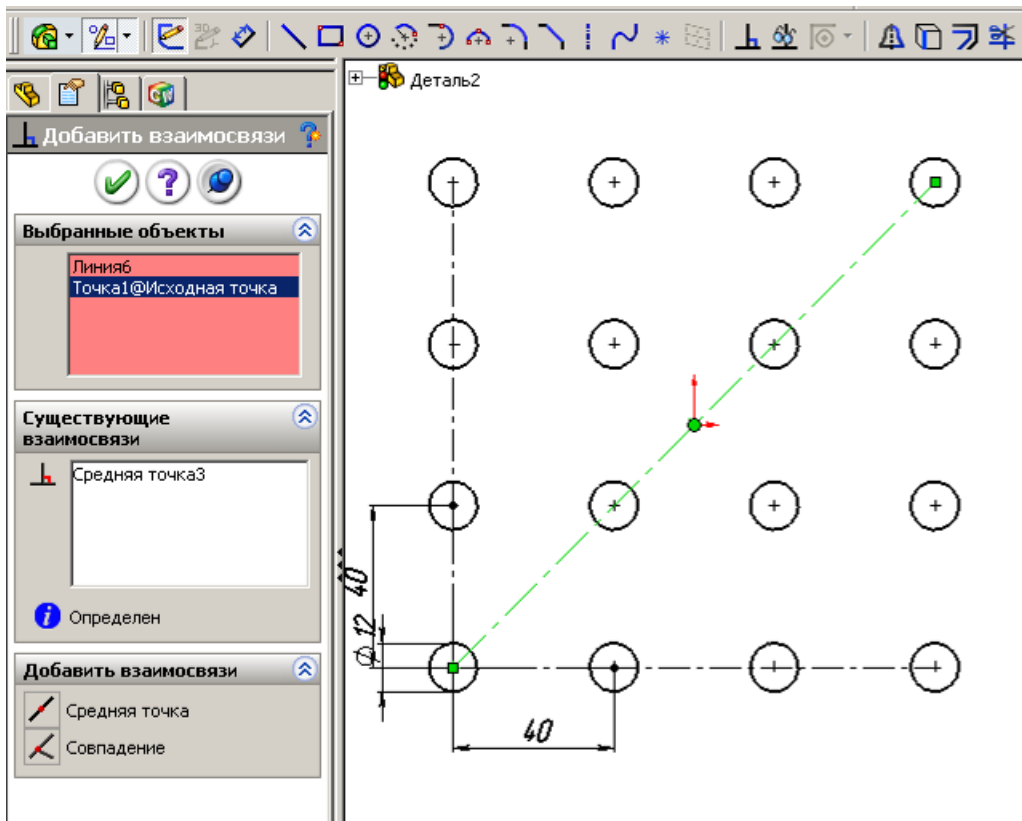 Деталь2
Добавить взаимосвязи
Выбранные объекты
Линия6
Точка1@Исходная точка
Существующие
взаимосвязи
Средняя точка3
Определен
Добавить взаимосвязи
Средняя точка
Совпадение
40
Ø 12
40